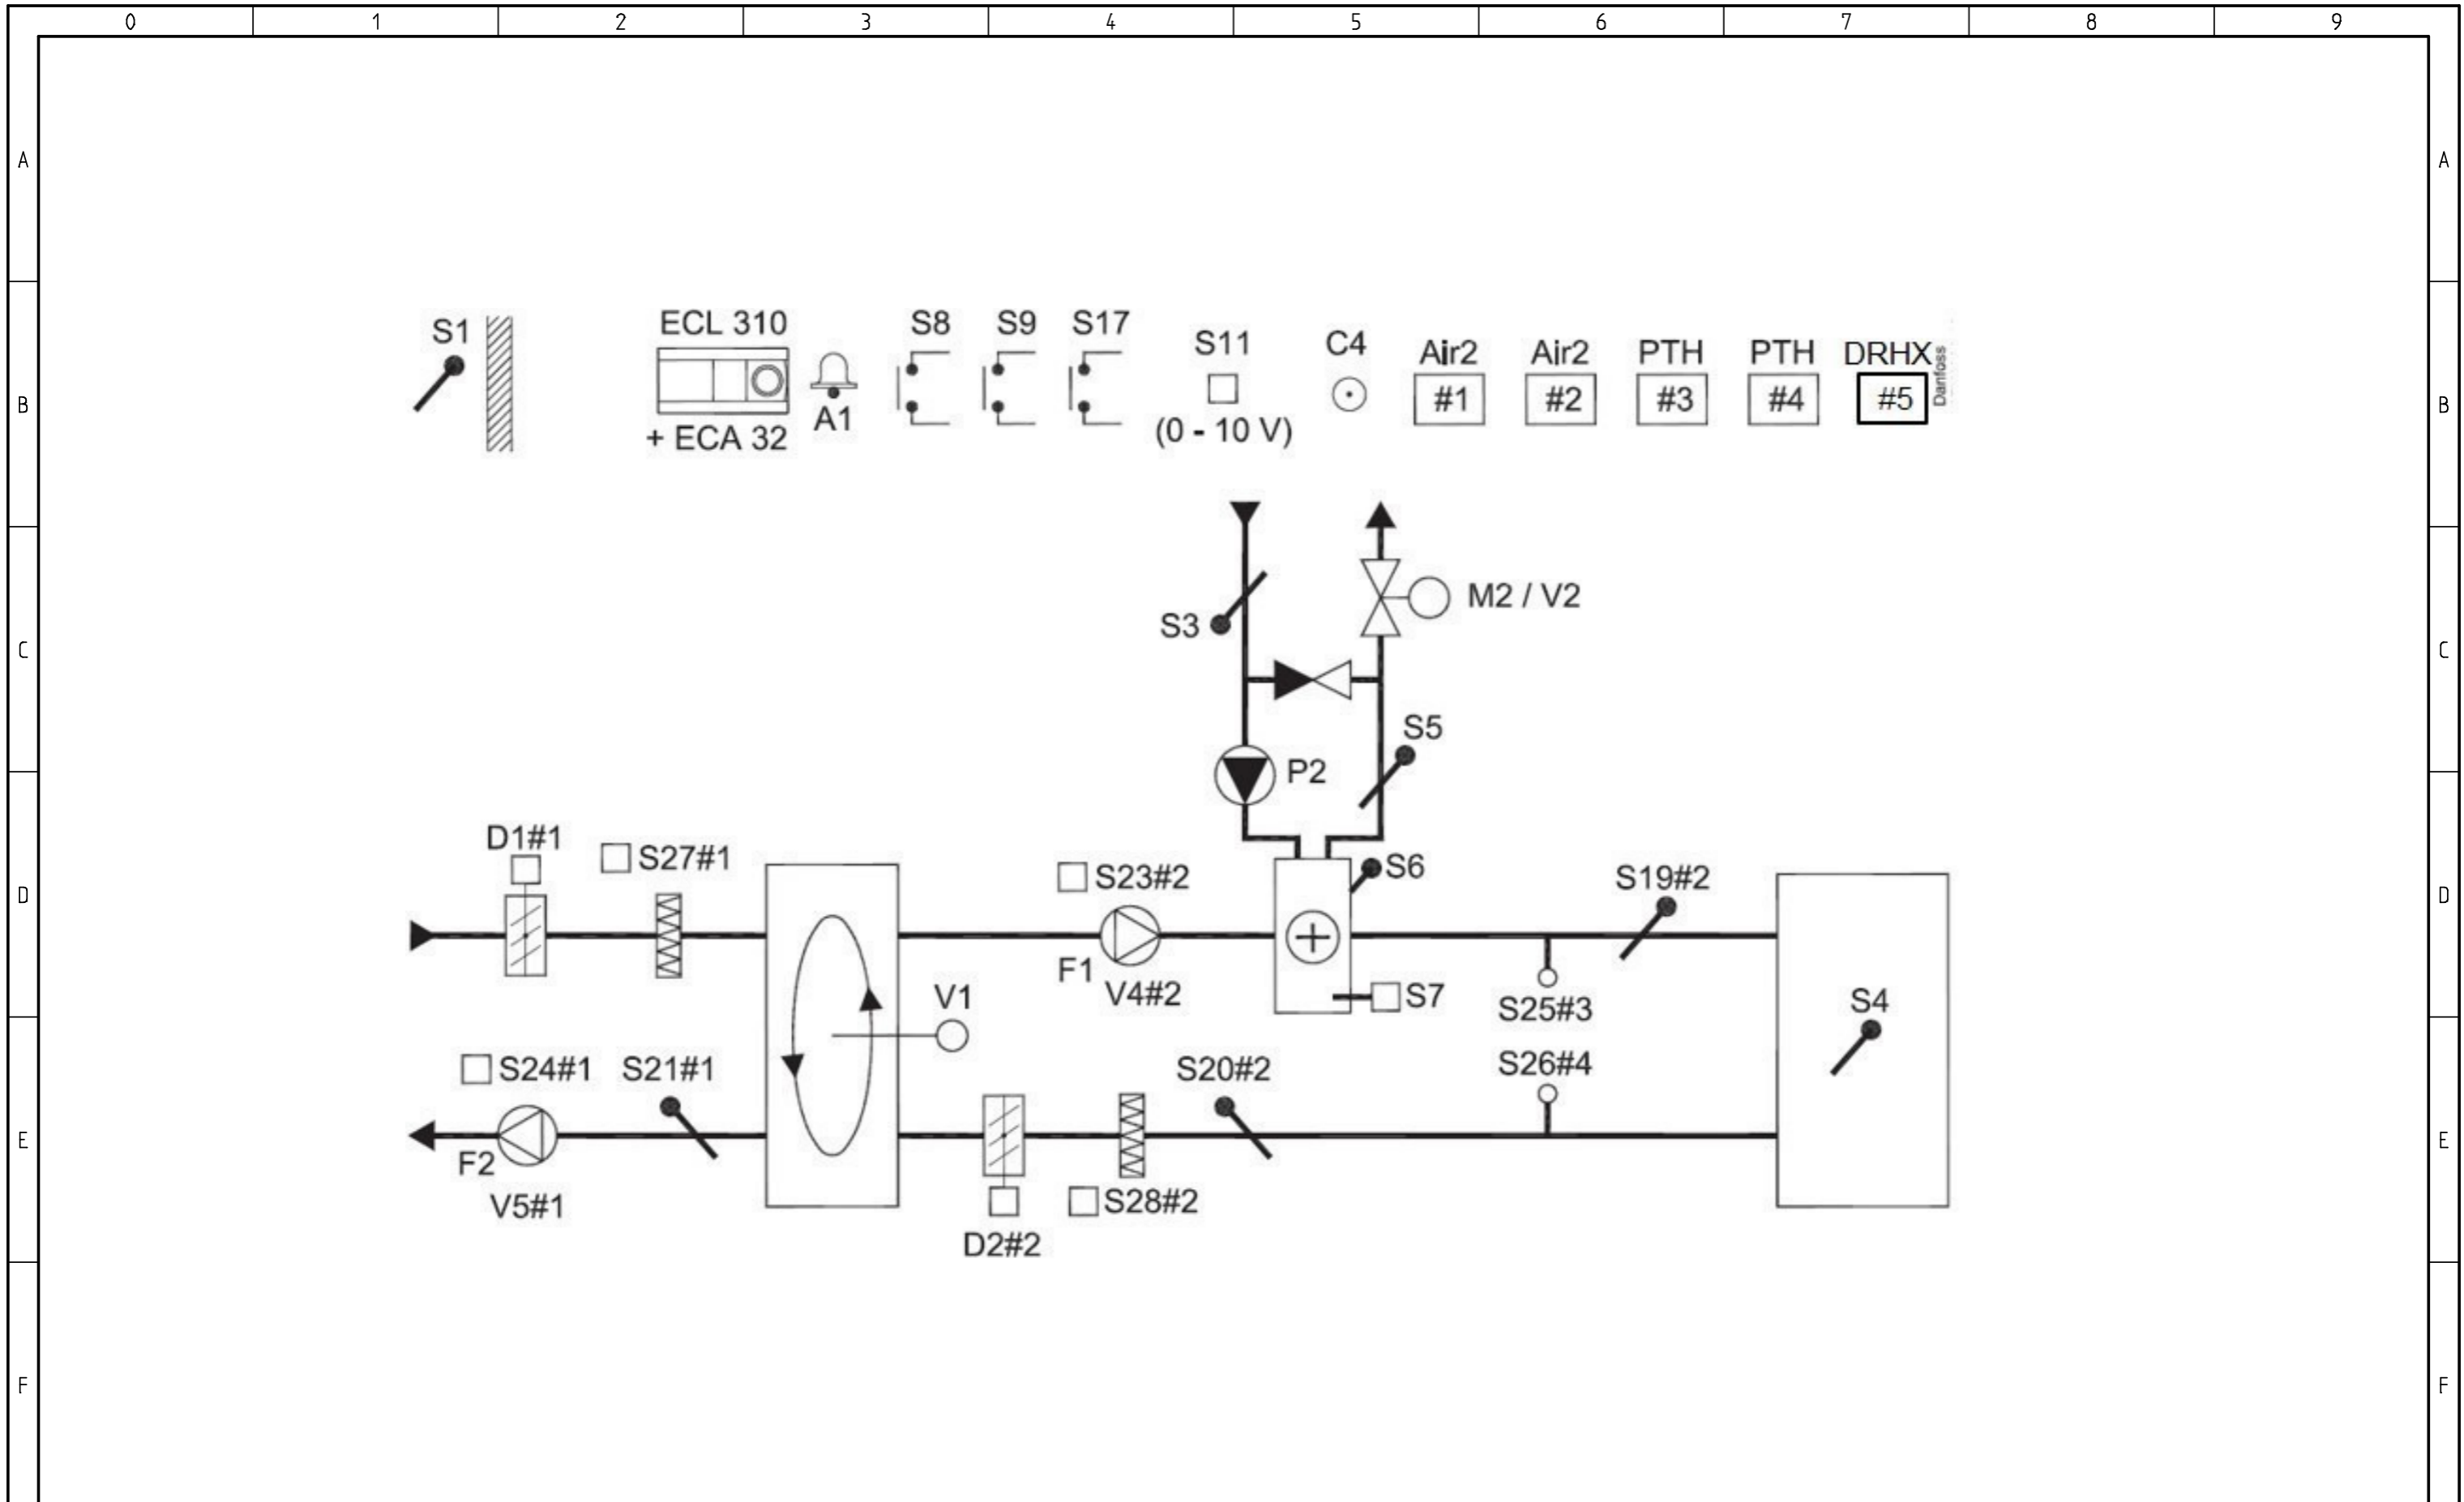 0 1 2 3 4 5 6 7 8 9
A A
S1 ECL 310 S8 S9 S17 S11 C4 Air2 Air2 PTH PTH DRHX
B #1 #2 #3 #4 #5 Danfoss B
+ ECA 32 A1 (0 - 10 V)
M2 / V2
S3
C C
S5
P2
D1#1 S27#1
S23#2 S6 S19#2
D D
F1 V4#2 S7 S25#3
V1 S4
S24#1 S21#1 S20#2 S26#4
E E
F2
V5#1 S28#2
D2#2
F F